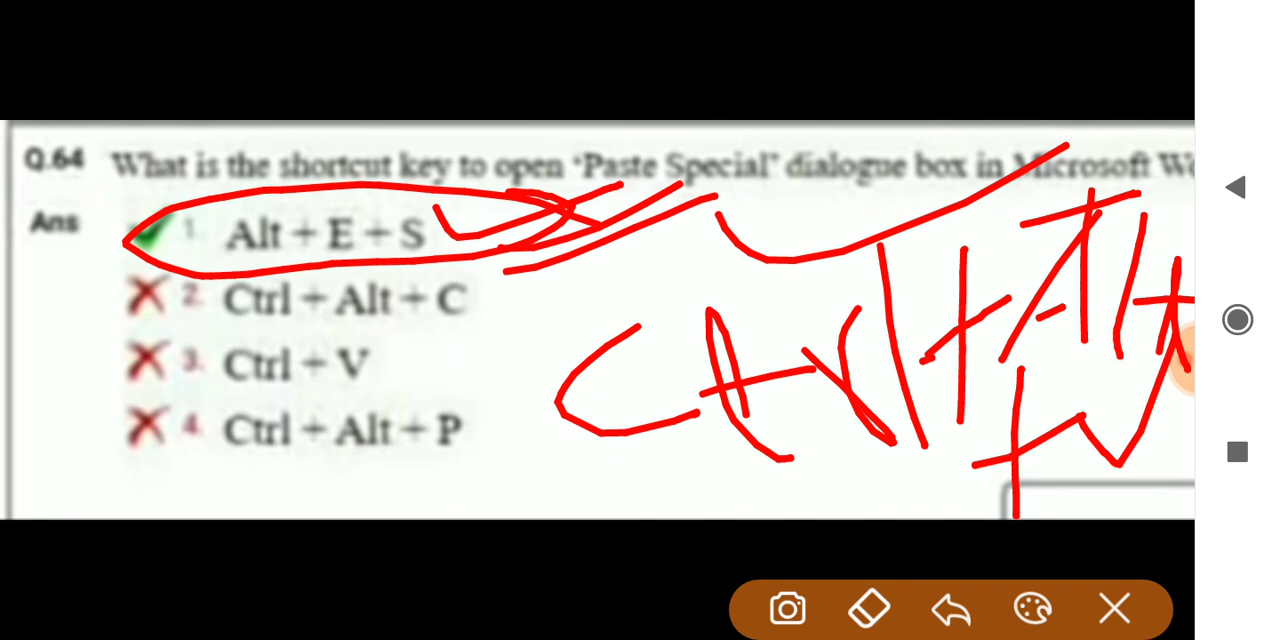 Q.64 What is the shortcut key to open "Paste Special" dialogue box in Microsoft W
Ans 1. Alt + E + S
2. Ctrl + Alt + C
3. Ctrl + V
4. Ctrl + Alt + P
Ctrl + Alt
+ V